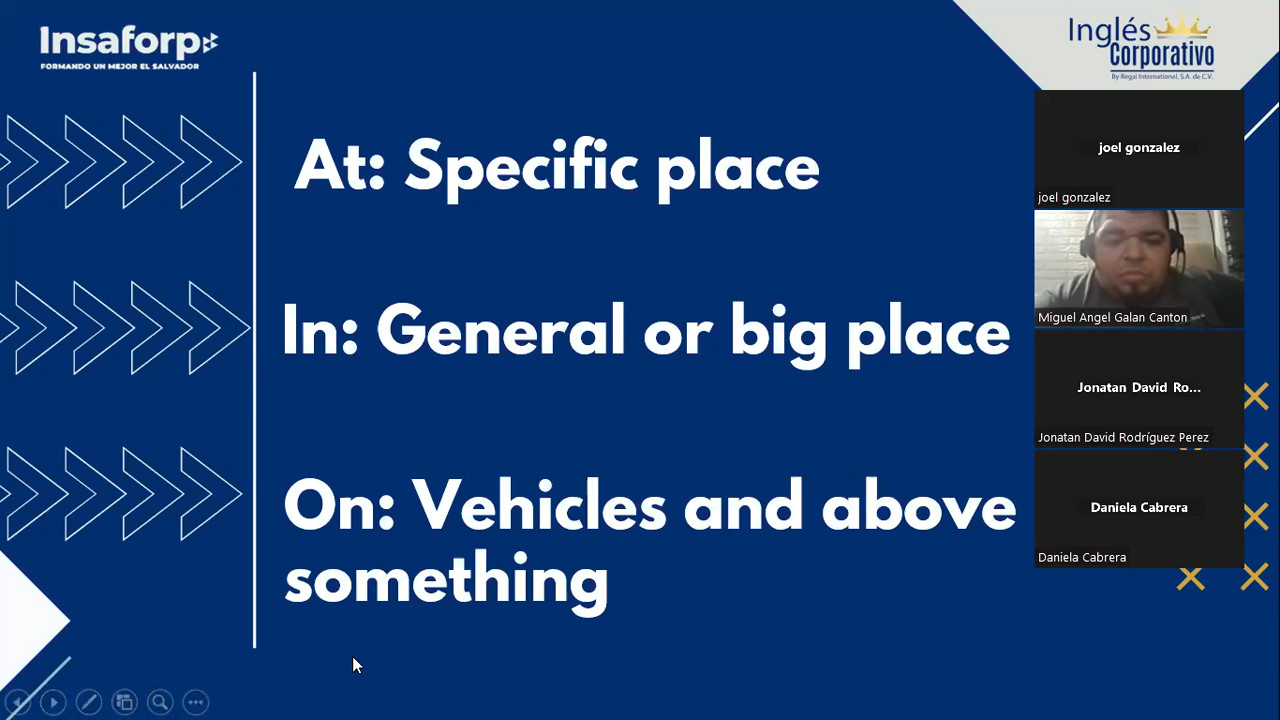 Insaforp
FORMANDO UN MEJOR EL SALVADOR
Inglés
Corporativo
By Regal International, S.A. de C.V.
At: Specific place
In: General or big place
On: Vehicles and above
something
joel gonzalez
joel gonzalez
Miguel Angel Galan Canton
Jonatan David Ro...
Jonatan David Rodríguez Perez
Daniela Cabrera
Daniela Cabrera